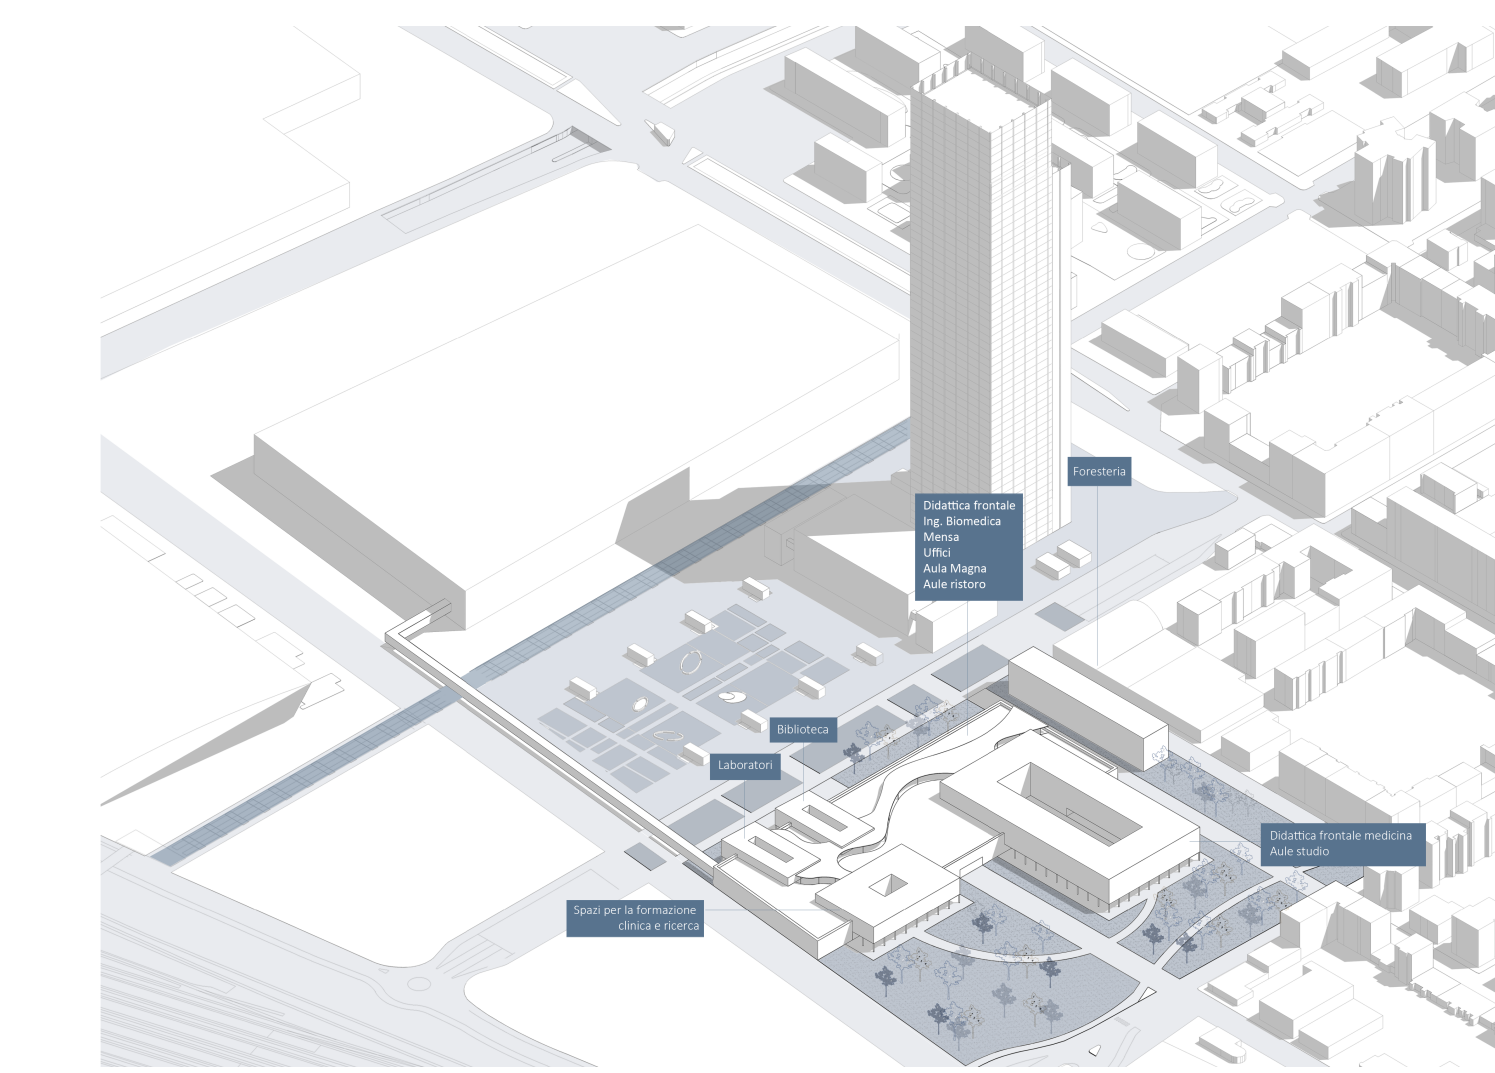 Foresteria
Didattica frontale
Ing. Biomedica
Mensa
Uffici
Aula Magna
Aule ristoro
Biblioteca
Laboratori
Didattica frontale medicina
Aule studio
Spazi per la formazione
clinica e ricerca